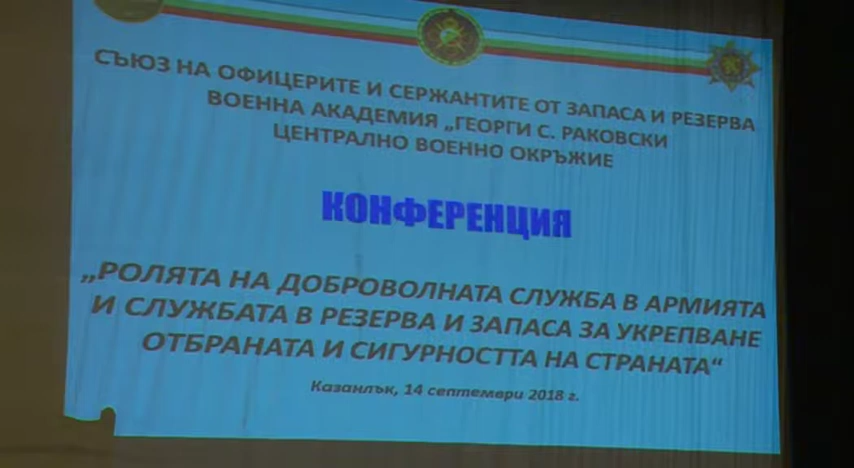 СЪЮЗ НА ОФИЦЕРИТЕ И СЕРЖАНТИТЕ ОТ ЗАПАСА И РЕЗЕРВА
ВОЕННА АКАДЕМИЯ „ГЕОРГИ С. РАКОВСКИ
ЦЕНТРАЛНО ВОЕННО ОКРЪЖИЕ
КОНФЕРЕНЦИЯ
„РОЛЯТА НА ДОБРОВОЛНАТА СЛУЖБА В АРМИЯТА
И СЛУЖБАТА В РЕЗЕРВА И ЗАПАСА ЗА УКРЕПВАНЕ
ОТБРАНАТА И СИГУРНОСТТА НА СТРАНАТА“
Казанлък, 14 септември 2018 г.